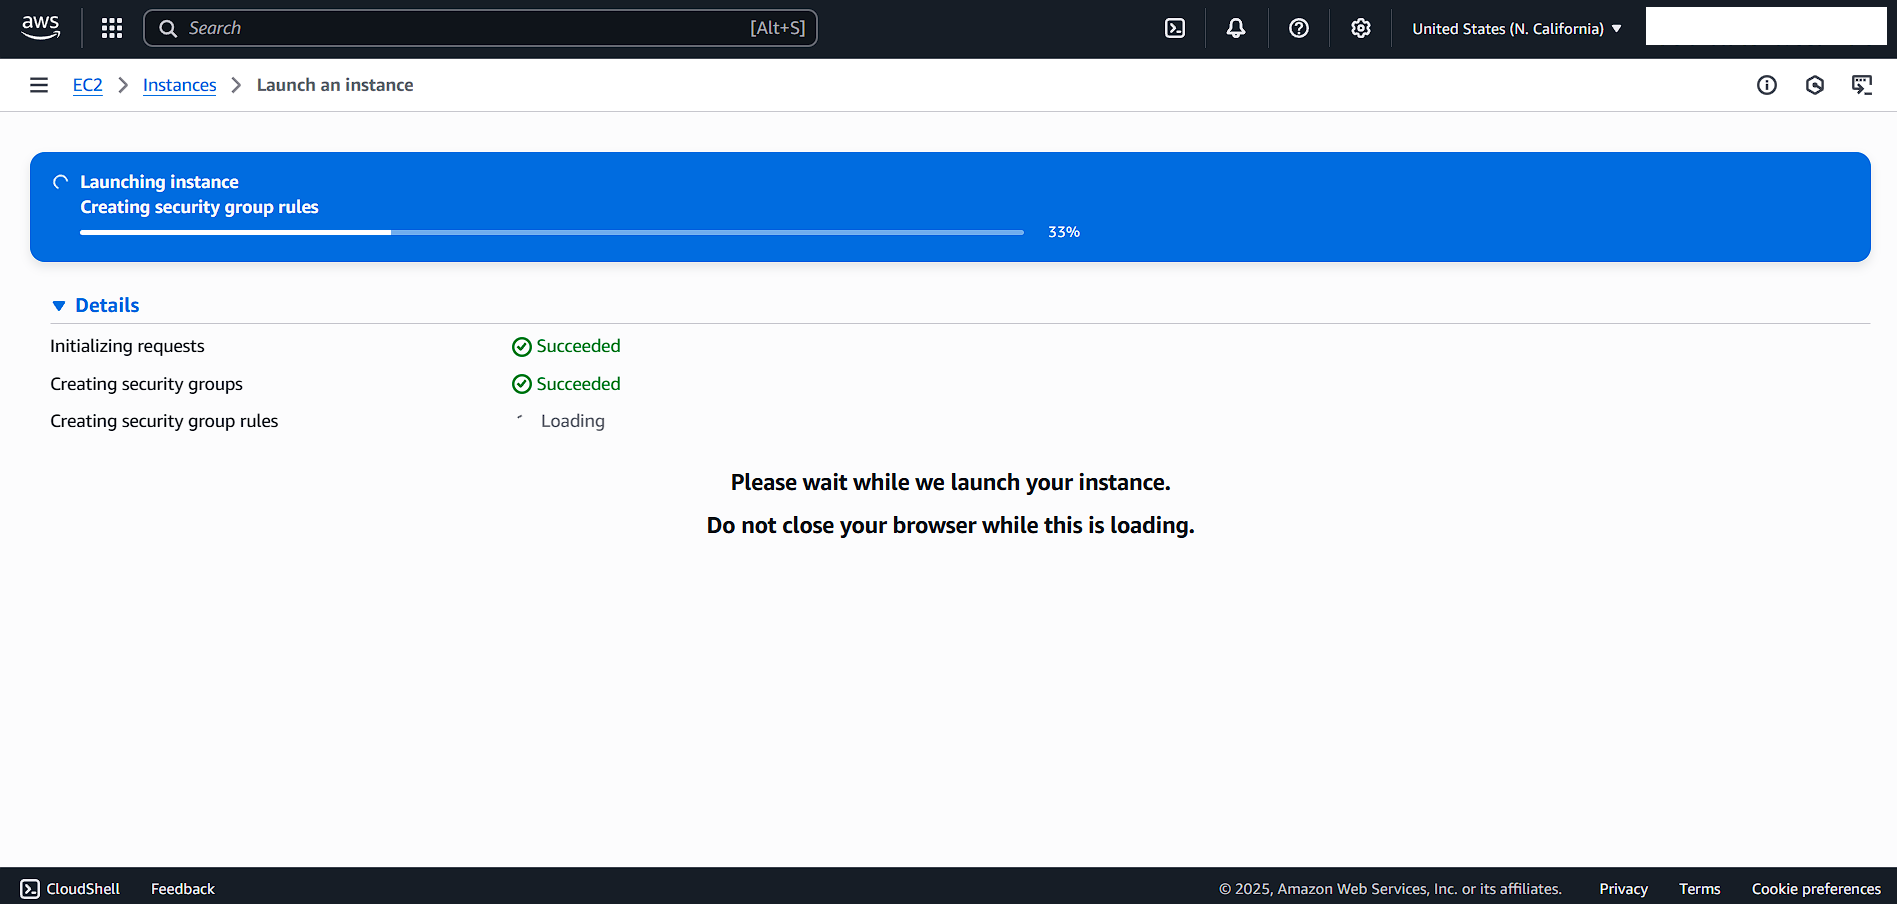 aws
Search [Alt+S]
United States (N. California)
EC2 Instances Launch an instance
Launching instance
Creating security group rules
33%
Details
Initializing requests Succeeded
Creating security groups Succeeded
Creating security group rules Loading
Please wait while we launch your instance.
Do not close your browser while this is loading.
CloudShell Feedback © 2025, Amazon Web Services, Inc. or its affiliates. Privacy Terms Cookie preferences